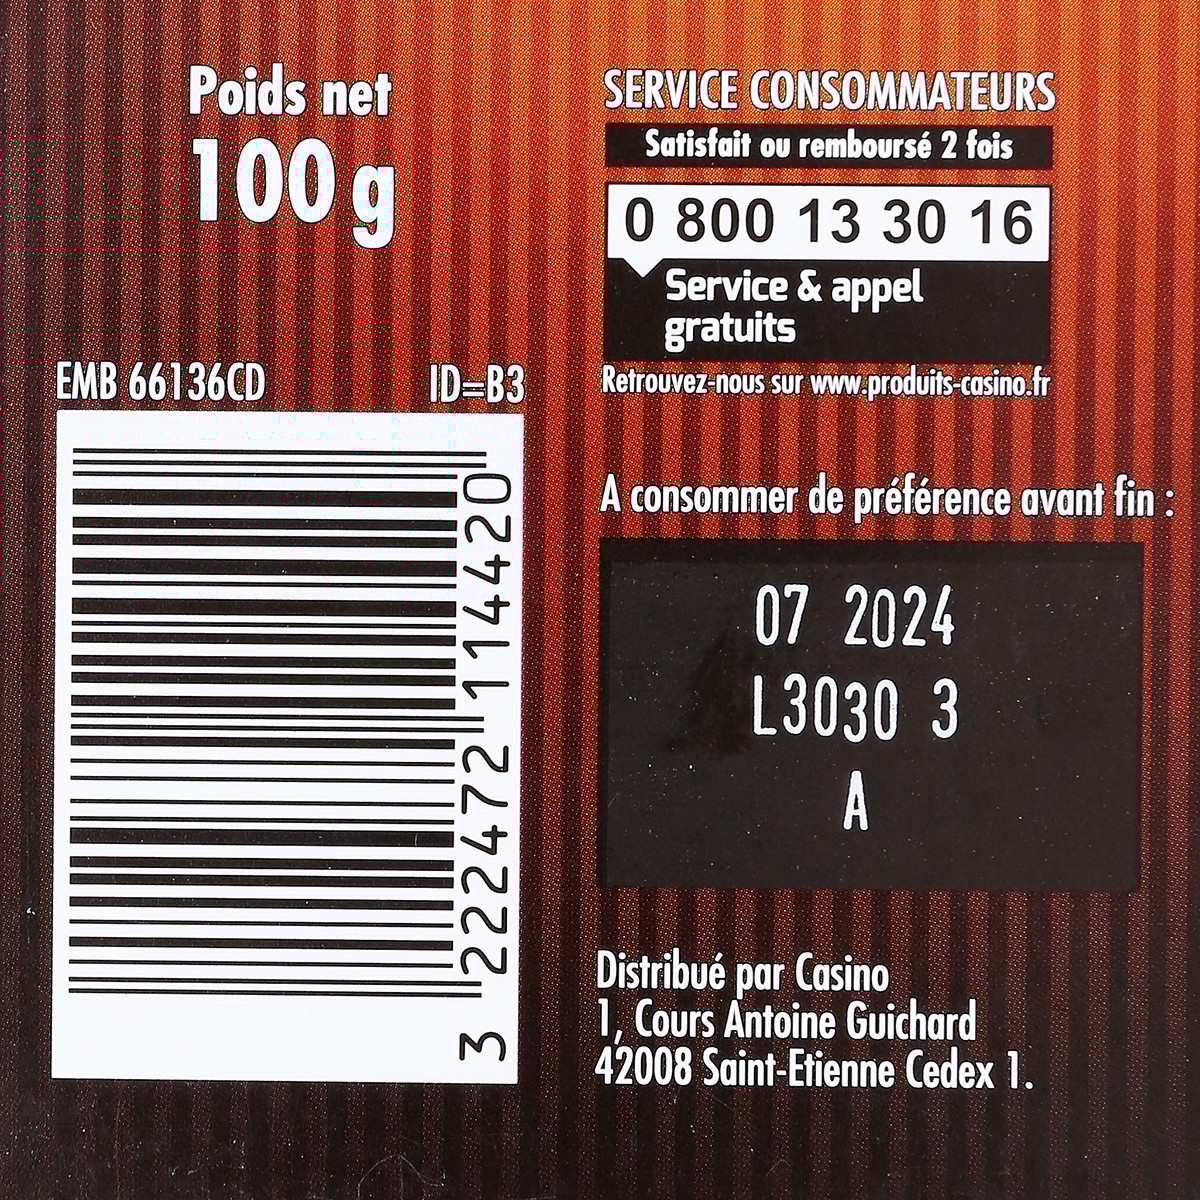 Poids net
100 g
EMB 66136CD ID=B3
3 222472 114420
SERVICE CONSOMMATEURS
Satisfait ou remboursé 2 fois
0 800 13 30 16
Service & appel
gratuits
Retrouvez-nous sur www.produits-casino.fr
A consommer de préférence avant fin :
07 2024
L3030 3
A
Distribué par Casino
1, Cours Antoine Guichard
42008 Saint-Etienne Cedex 1.